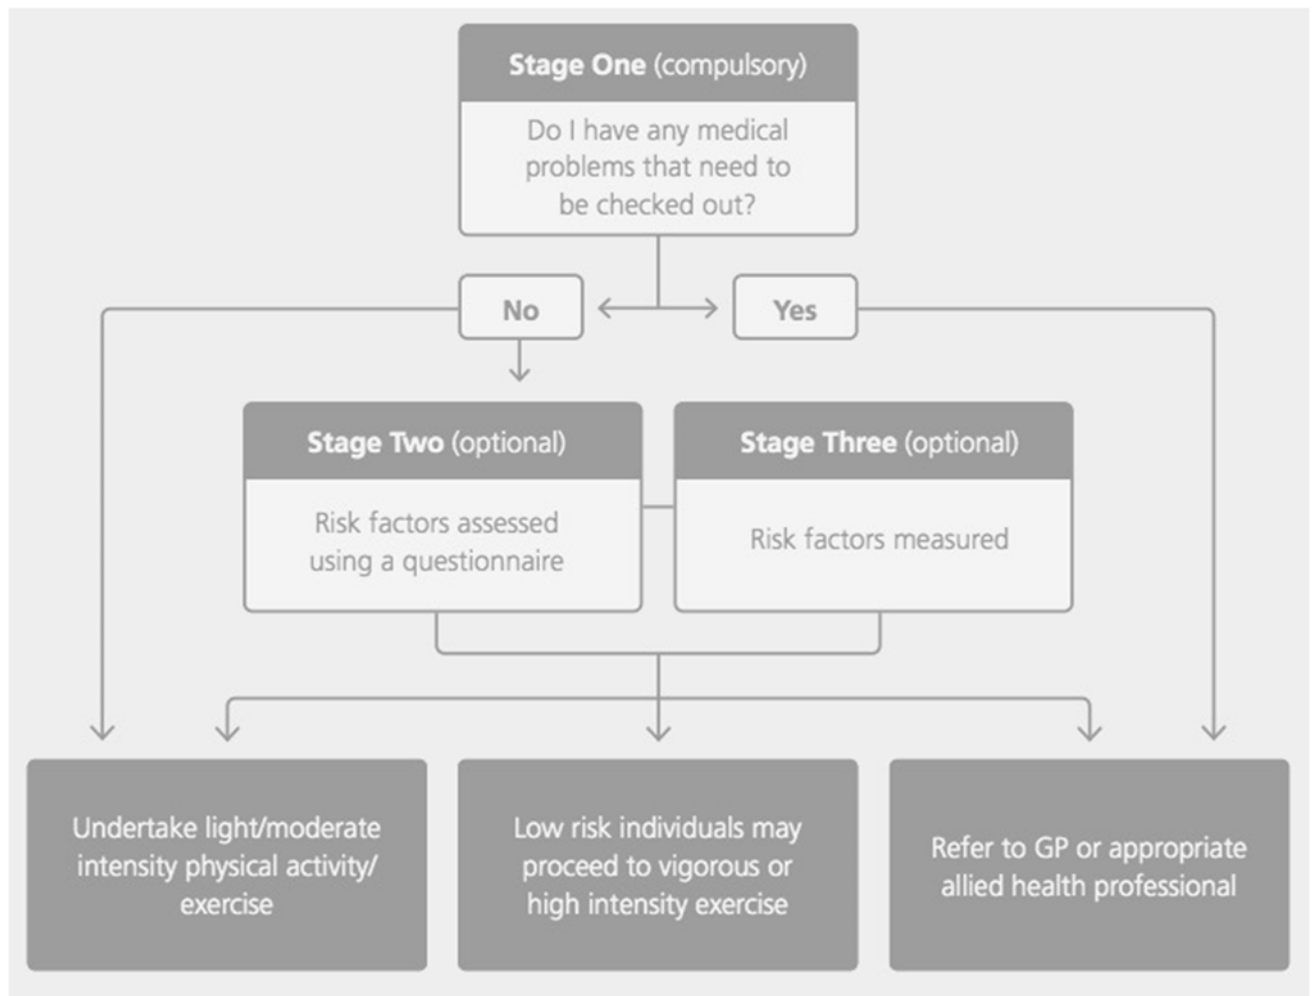 Stage One (compulsory)
Do I have any medical
problems that need to
be checked out?
No
Yes
Stage Two (optional)
Risk factors assessed
using a questionnaire
Stage Three (optional)
Risk factors measured
Undertake light/moderate
intensity physical activity/
exercise
Low risk individuals may
proceed to vigorous or
high intensity exercise
Refer to GP or appropriate
allied health professional